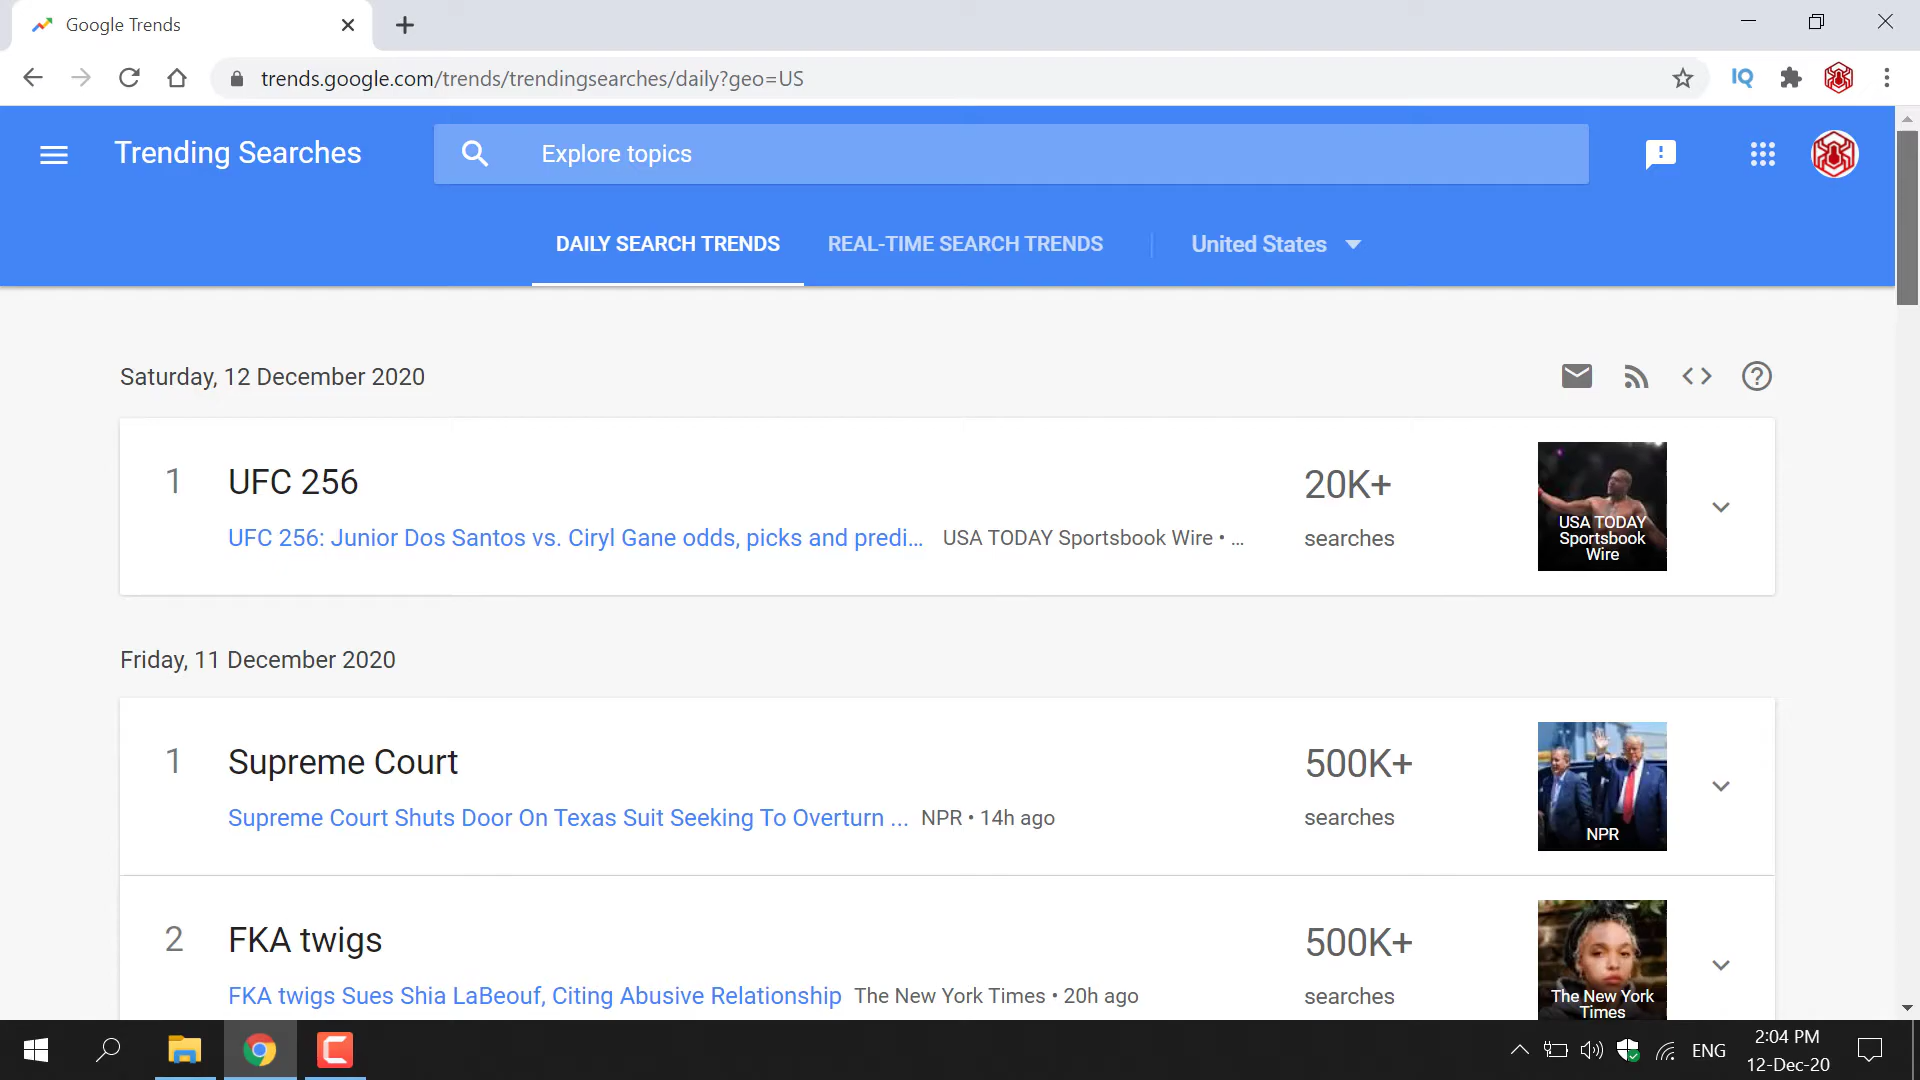 Google Trends
trends.google.com/trends/trendingsearches/daily?geo=US
IQ
Trending Searches
Explore topics
DAILY SEARCH TRENDS
REAL-TIME SEARCH TRENDS
United States
Saturday, 12 December 2020
1
UFC 256
20K+
UFC 256: Junior Dos Santos vs. Ciryl Gane odds, picks and predi...
USA TODAY Sportsbook Wire • ...
searches
USA TODAY
Sportsbook
Wire
Friday, 11 December 2020
1
Supreme Court
500K+
Supreme Court Shuts Door On Texas Suit Seeking To Overturn ...
NPR • 14h ago
searches
NPR
2
FKA twigs
500K+
FKA twigs Sues Shia LaBeouf, Citing Abusive Relationship
The New York Times • 20h ago
searches
The New York
Times
ENG
2:04 PM
12-Dec-20